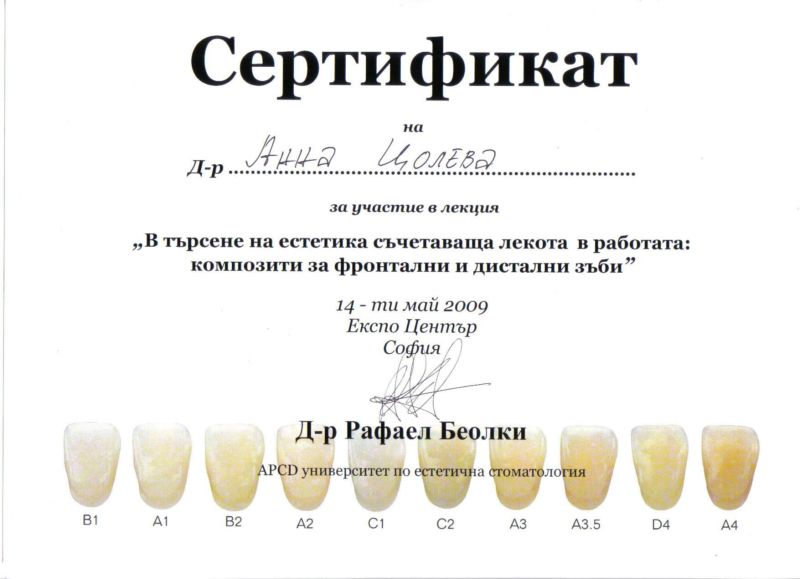 Сертификат
на
Д-р Анна Цолева
за участие в лекция
„В търсене на естетика съчетаваща лекота в работата:
композити за фронтални и дистални зъби”
14 - ти май 2009
Експо Център
София
Д-р Рафаел Беолки
APCD университет по естетична стоматология
B1 A1 B2 A2 C1 C2 A3 A3.5 D4 A4